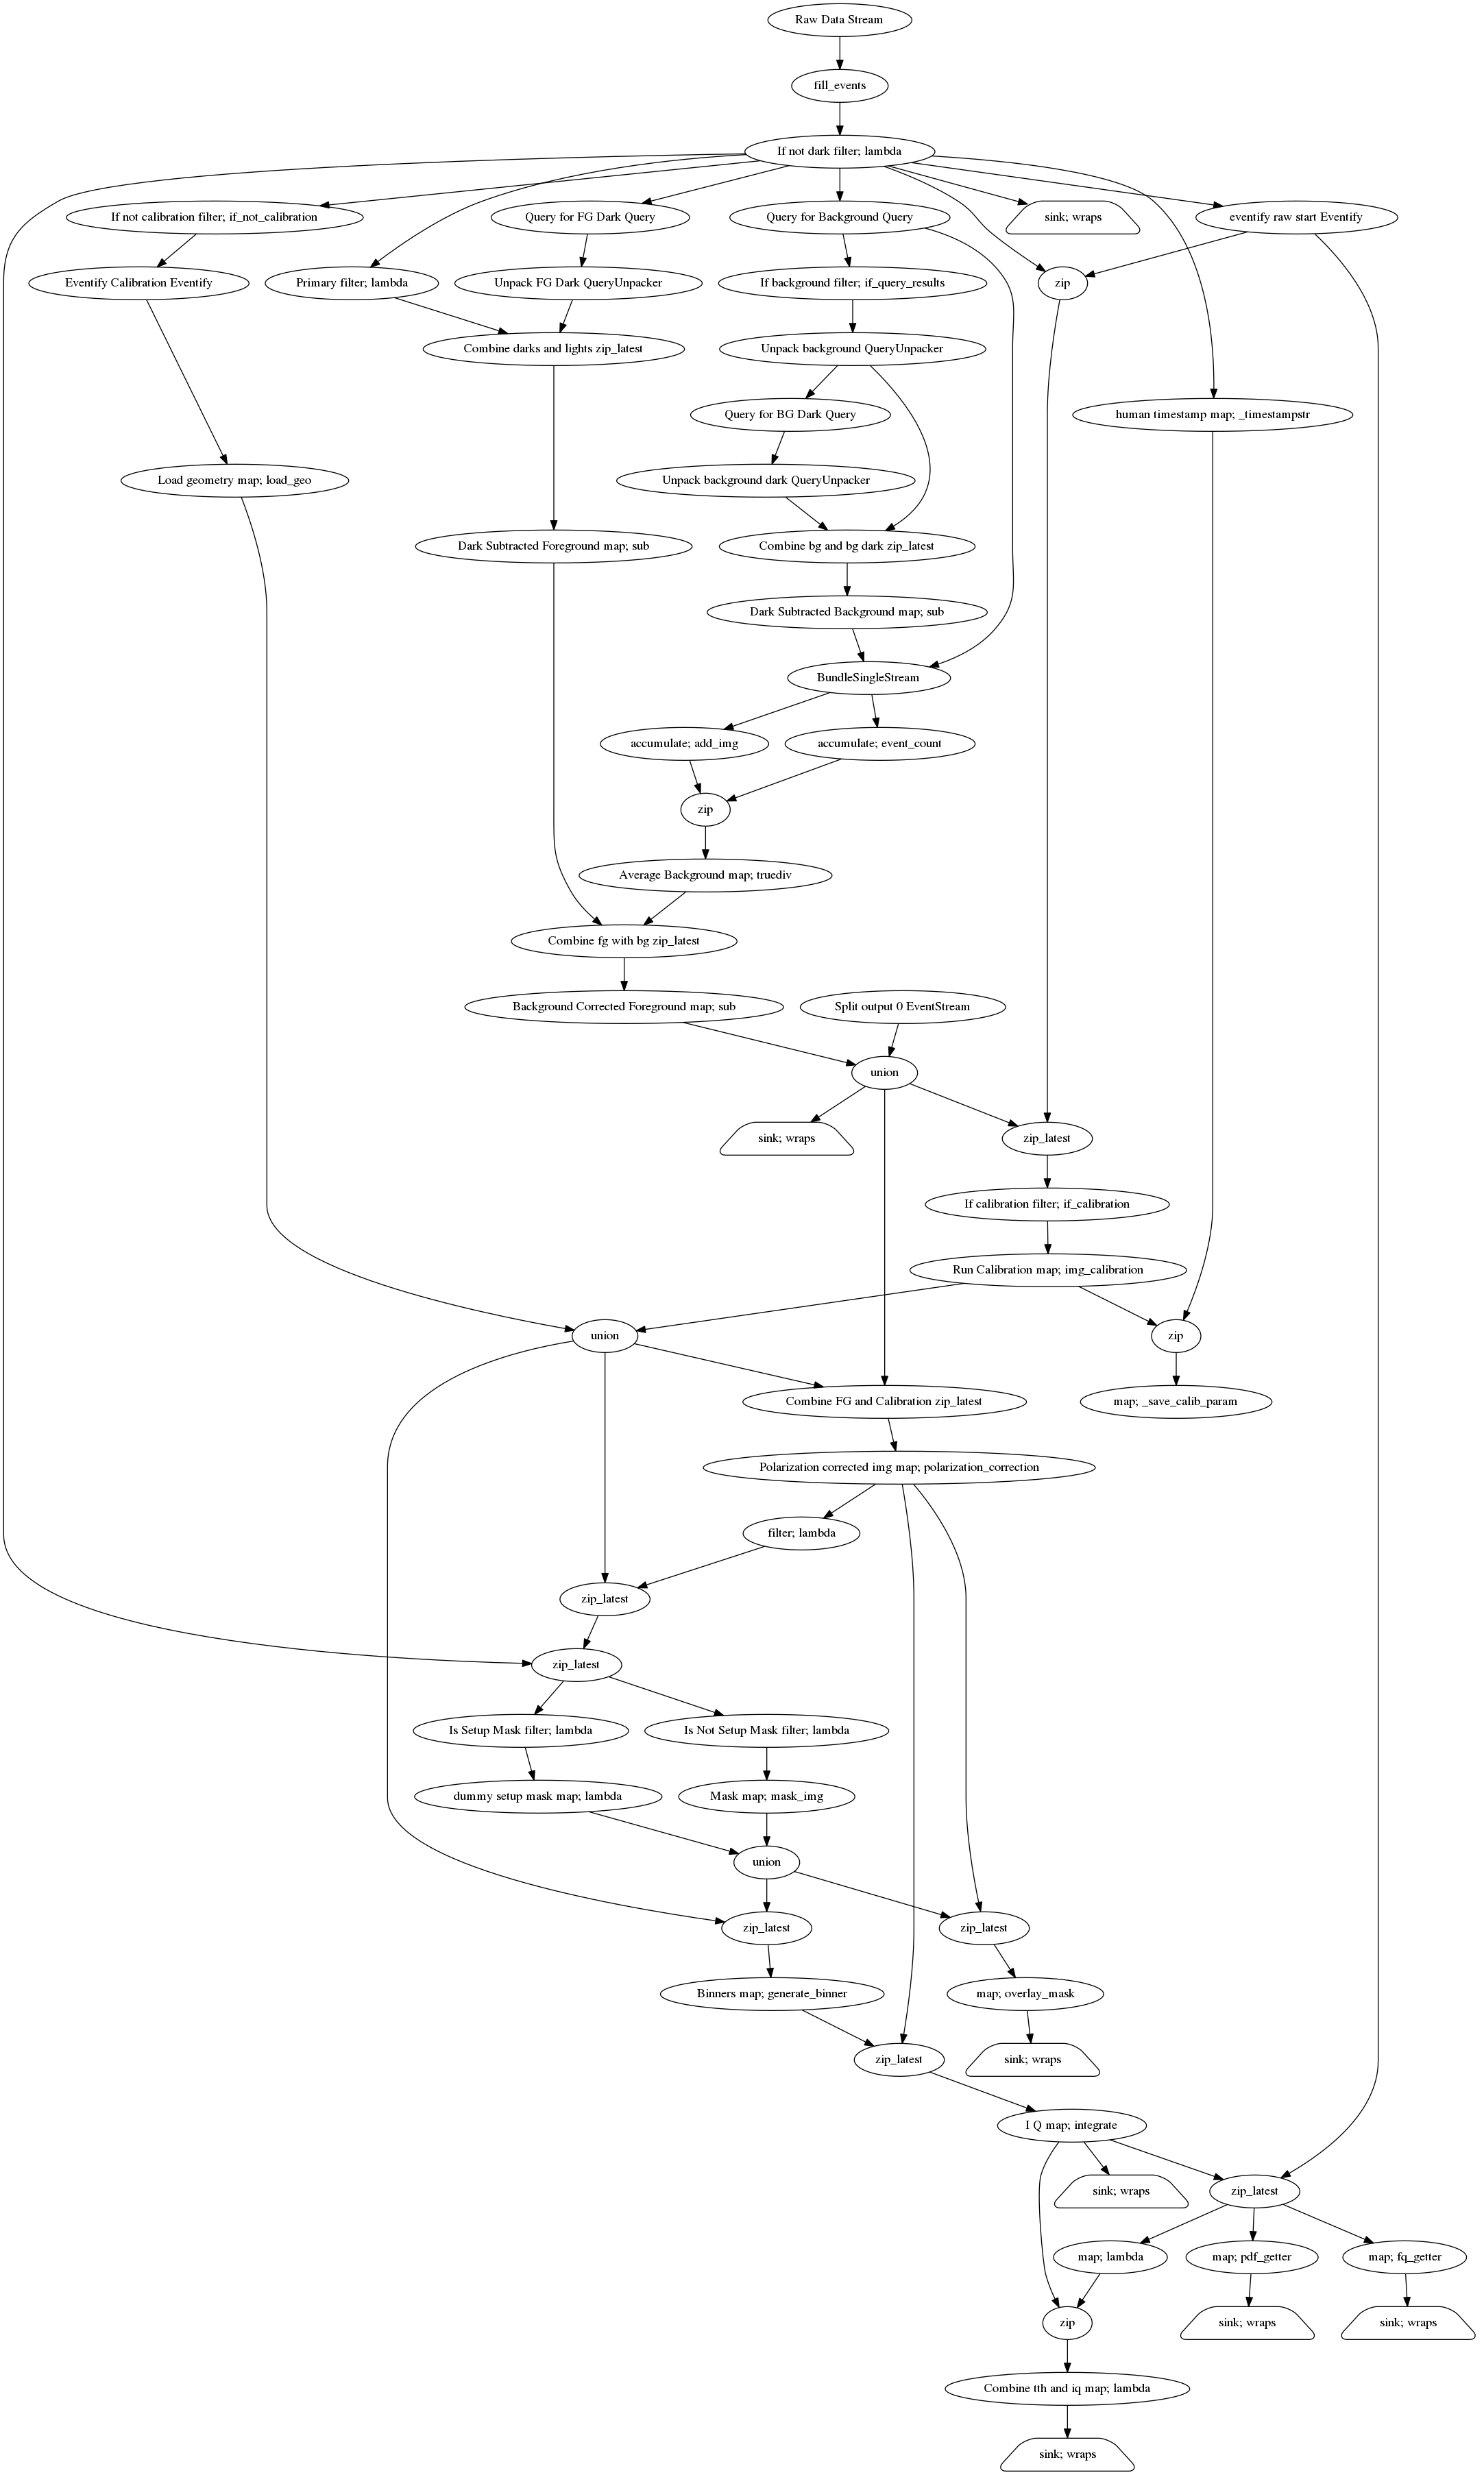 Raw Data Stream
fill_events
If not dark filter; lambda
If not calibration filter; if_not_calibration
Query for FG Dark Query
Query for Background Query
sink; wraps
eventify raw start Eventify
Eventify Calibration Eventify
Primary filter; lambda
Unpack FG Dark QueryUnpacker
If background filter; if_query_results
zip
Combine darks and lights zip_latest
Unpack background QueryUnpacker
Query for BG Dark Query
human timestamp map; _timestampstr
Load geometry map; load_geo
Unpack background dark QueryUnpacker
Dark Subtracted Foreground map; sub
Combine bg and bg dark zip_latest
Dark Subtracted Background map; sub
BundleSingleStream
accumulate; add_img
accumulate; event_count
zip
Average Background map; truediv
Combine fg with bg zip_latest
Background Corrected Foreground map; sub
Split output 0 EventStream
union
sink; wraps
zip_latest
If calibration filter; if_calibration
Run Calibration map; img_calibration
union
zip
Combine FG and Calibration zip_latest
map; _save_calib_param
Polarization corrected img map; polarization_correction
filter; lambda
zip_latest
zip_latest
Is Setup Mask filter; lambda
Is Not Setup Mask filter; lambda
dummy setup mask map; lambda
Mask map; mask_img
union
zip_latest
zip_latest
Binners map; generate_binner
map; overlay_mask
zip_latest
sink; wraps
I Q map; integrate
sink; wraps
zip_latest
map; lambda
map; pdf_getter
map; fq_getter
zip
sink; wraps
sink; wraps
Combine tth and iq map; lambda
sink; wraps